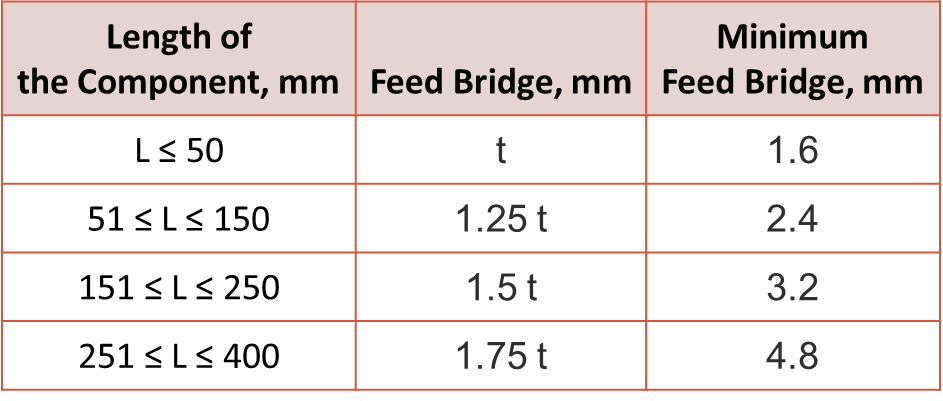 Length of
the Component, mm
Feed Bridge, mm
Minimum
Feed Bridge, mm
L ≤ 50
t
1.6
51 ≤ L ≤ 150
1.25 t
2.4
151 ≤ L ≤ 250
1.5 t
3.2
251 ≤ L ≤ 400
1.75 t
4.8